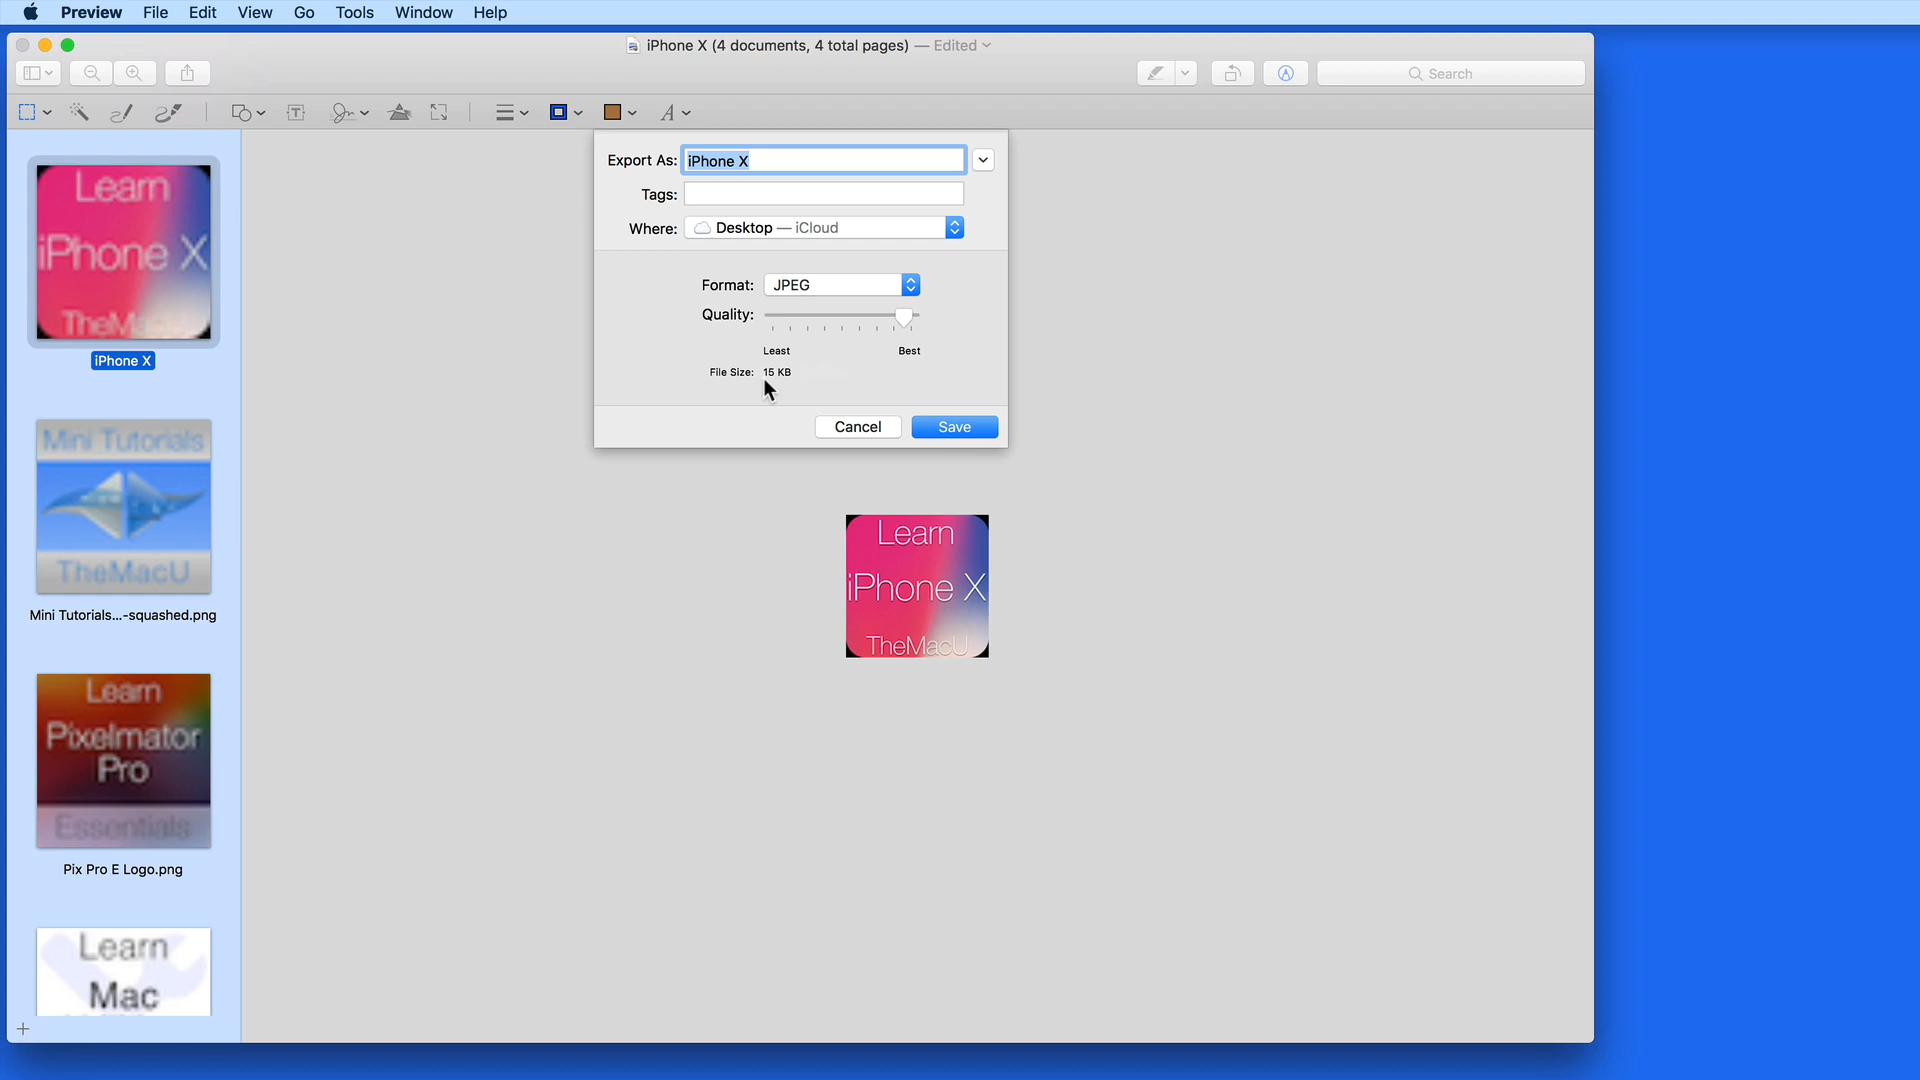 Preview File Edit View Go Tools Window Help
iPhone X (4 documents, 4 total pages) — Edited
Search
Learn
iPhone X
TheMacU
iPhone X
Mini Tutorials
TheMacU
Mini Tutorials...-squashed.png
Learn
Pixelmator
Pro
Essentials
Pix Pro E Logo.png
Learn
Mac
Export As: iPhone X
Tags:
Where: Desktop — iCloud
Format: JPEG
Quality:
Least Best
File Size: 15 KB
Cancel Save
Learn
iPhone X
TheMacU